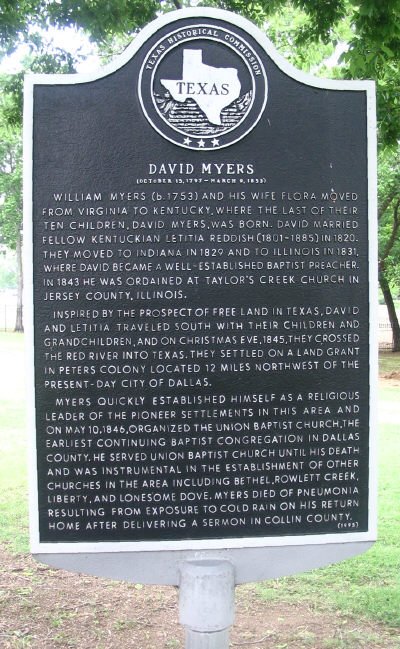 TEXAS HISTORICAL COMMISSION
TEXAS
DAVID MYERS
(OCTOBER 15, 1797 - MARCH 9, 1853)
WILLIAM MYERS (b.1753) AND HIS WIFE FLORA MOVED
FROM VIRGINIA TO KENTUCKY, WHERE THE LAST OF THEIR
TEN CHILDREN, DAVID MYERS, WAS BORN. DAVID MARRIED
FELLOW KENTUCKIAN LETITIA REDDISH (1801-1885) IN 1820.
THEY MOVED TO INDIANA IN 1829 AND TO ILLINOIS IN 1831,
WHERE DAVID BECAME A WELL-ESTABLISHED BAPTIST PREACHER.
IN 1843 HE WAS ORDAINED AT TAYLOR'S CREEK CHURCH IN
JERSEY COUNTY, ILLINOIS.
INSPIRED BY THE PROSPECT OF FREE LAND IN TEXAS, DAVID
AND LETITIA TRAVELED SOUTH WITH THEIR CHILDREN AND
GRANDCHILDREN, AND ON CHRISTMAS EVE, 1845, THEY CROSSED
THE RED RIVER INTO TEXAS. THEY SETTLED ON A LAND GRANT
IN PETERS COLONY LOCATED 12 MILES NORTHWEST OF THE
PRESENT-DAY CITY OF DALLAS.
MYERS QUICKLY ESTABLISHED HIMSELF AS A RELIGIOUS
LEADER OF THE PIONEER SETTLEMENTS IN THIS AREA AND
ON MAY 10, 1846, ORGANIZED THE UNION BAPTIST CHURCH, THE
EARLIEST CONTINUING BAPTIST CONGREGATION IN DALLAS
COUNTY. HE SERVED UNION BAPTIST CHURCH UNTIL HIS DEATH
AND WAS INSTRUMENTAL IN THE ESTABLISHMENT OF OTHER
CHURCHES IN THE AREA INCLUDING BETHEL, ROWLETT CREEK,
LIBERTY, AND LONESOME DOVE. MYERS DIED OF PNEUMONIA
RESULTING FROM EXPOSURE TO COLD RAIN ON HIS RETURN
HOME AFTER DELIVERING A SERMON IN COLLIN COUNTY.
(1995)